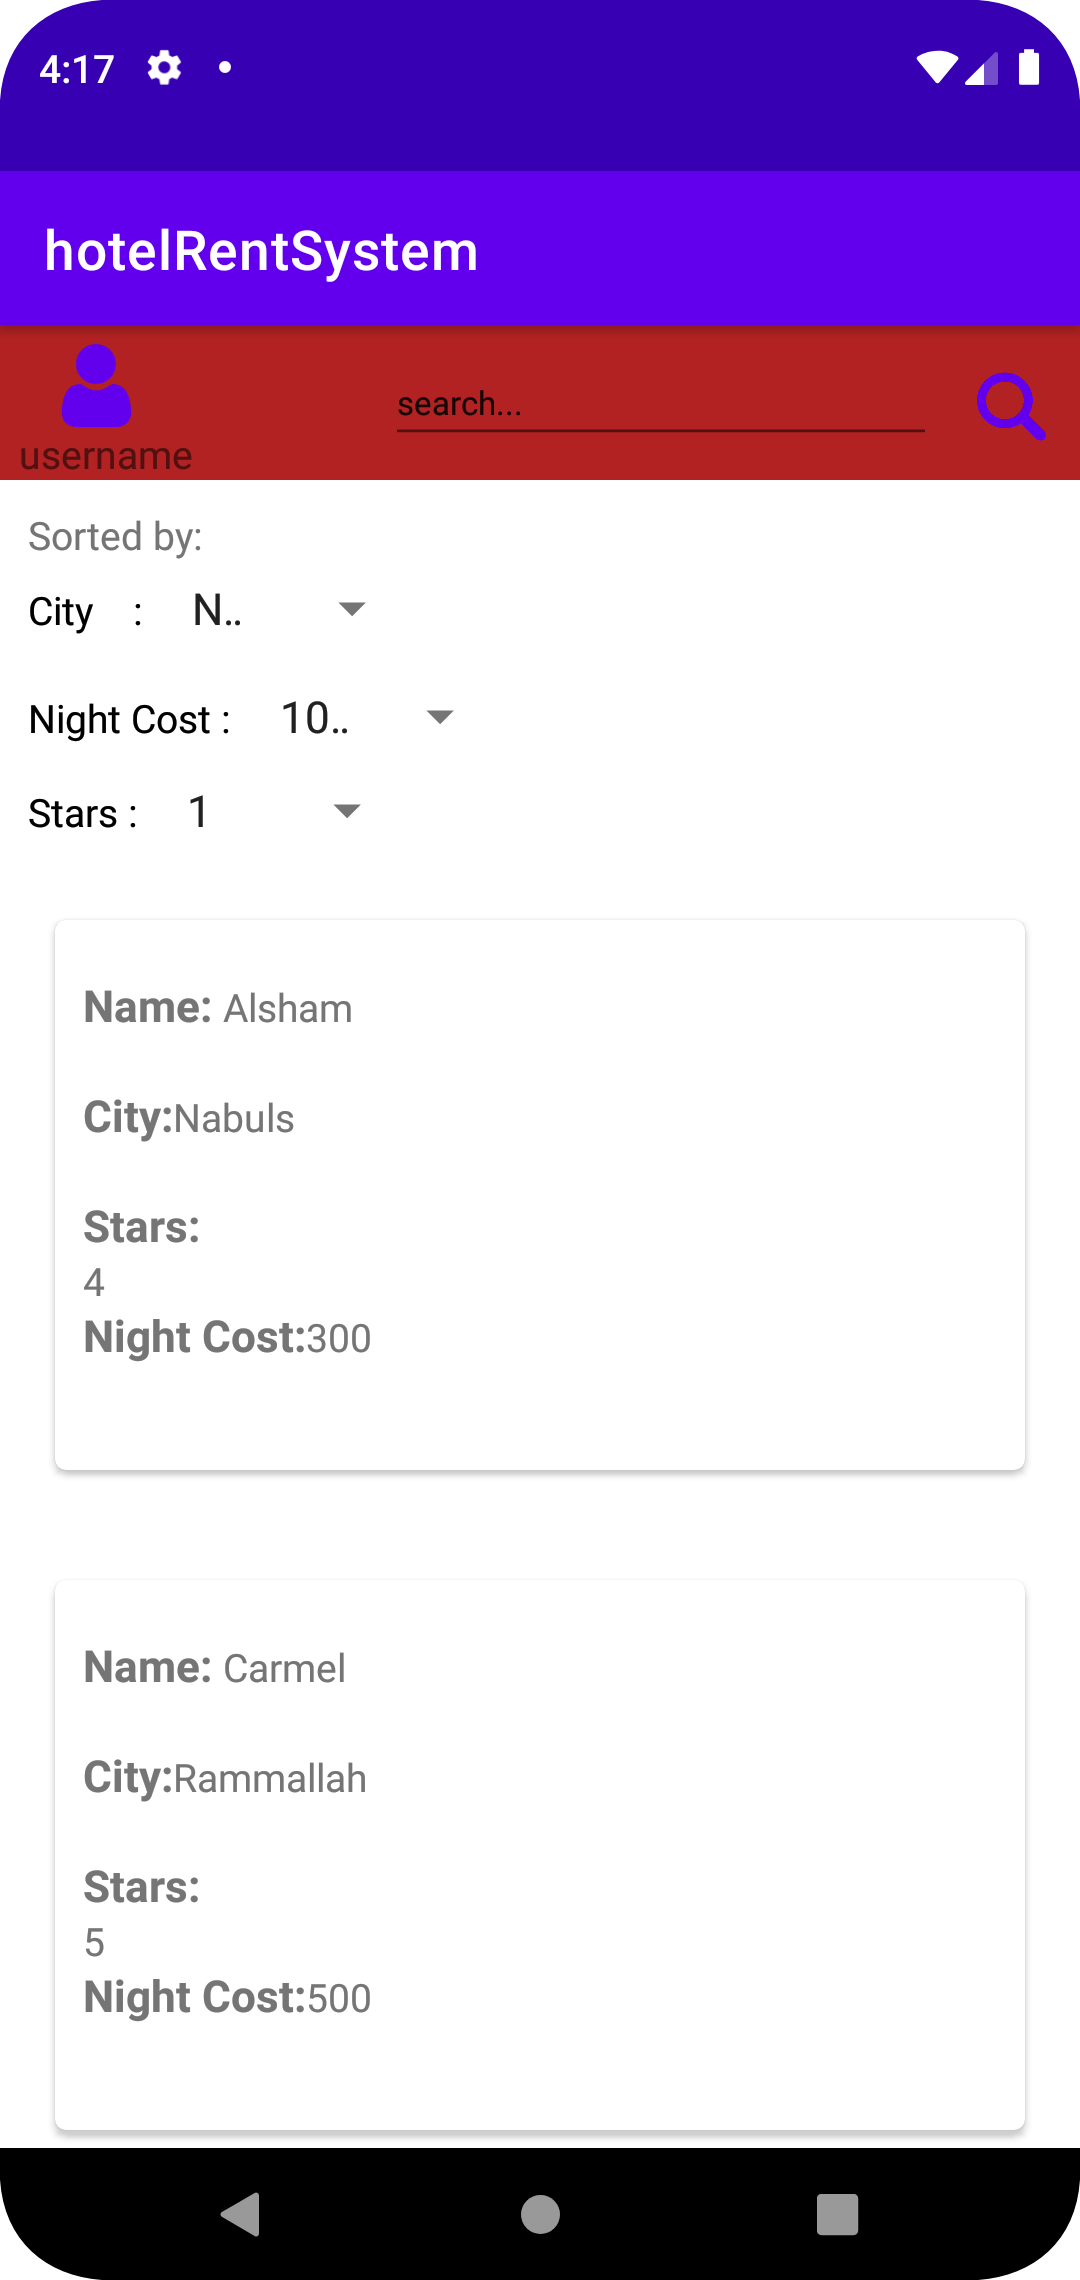 4:17
hotelRentSystem
search...
username
Sorted by:
City : N..
Night Cost : 10..
Stars : 1
Name: Alsham
City:Nabuls
Stars:
4
Night Cost:300
Name: Carmel
City:Rammallah
Stars:
5
Night Cost:500